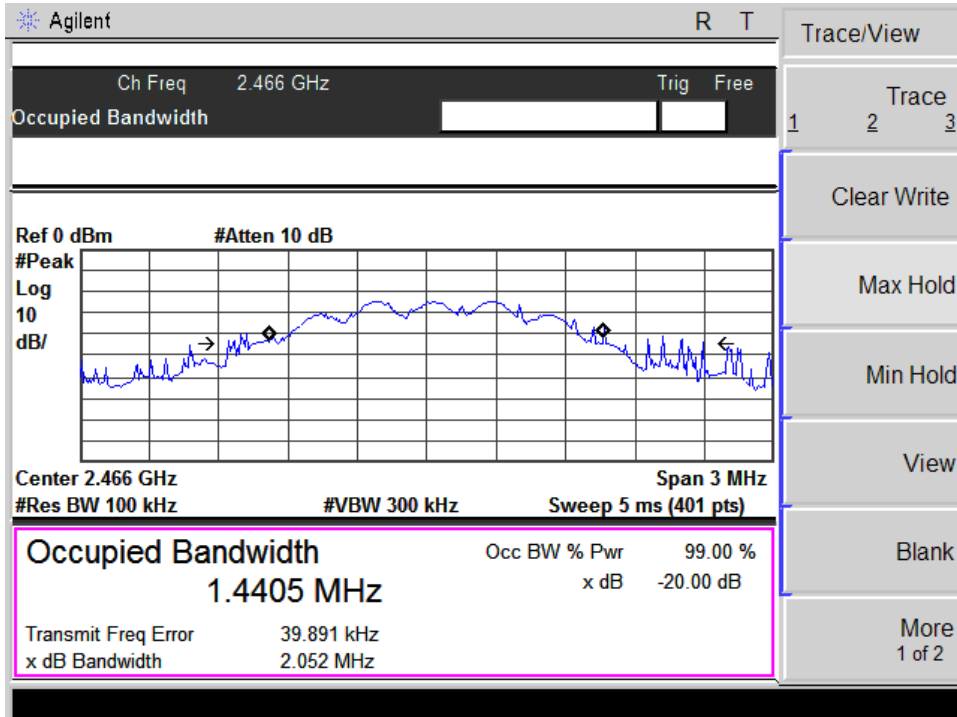 Agilent R T
Ch Freq 2.466 GHz Trig Free
Occupied Bandwidth
Ref 0 dBm #Atten 10 dB
#Peak
Log
10
dB/
Center 2.466 GHz Span 3 MHz
#Res BW 100 kHz #VBW 300 kHz Sweep 5 ms (401 pts)
Occupied Bandwidth Occ BW % Pwr 99.00 %
1.4405 MHz x dB -20.00 dB
Transmit Freq Error 39.891 kHz
x dB Bandwidth 2.052 MHz
Trace/View
Trace
1 2 3
Clear Write
Max Hold
Min Hold
View
Blank
More
1 of 2